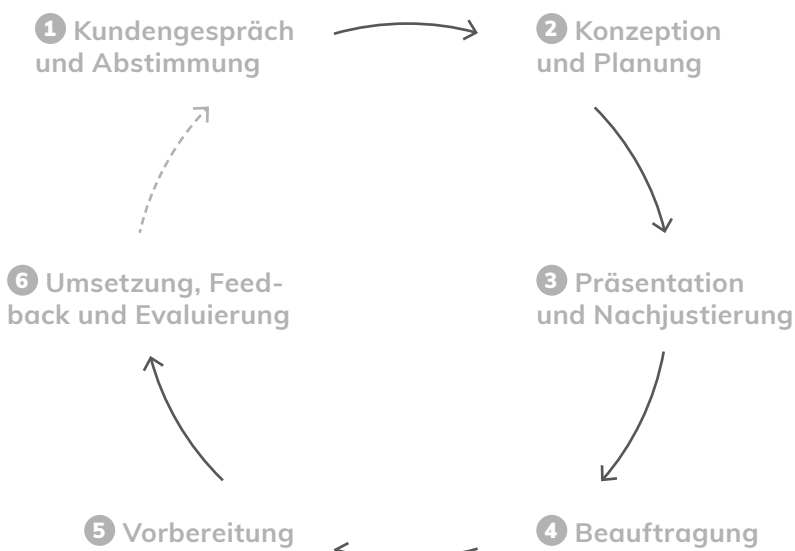 1 Kundengespräch
und Abstimmung
2 Konzeption
und Planung
3 Präsentation
und Nachjustierung
4 Beauftragung
5 Vorbereitung
6 Umsetzung, Feed-
back und Evaluierung